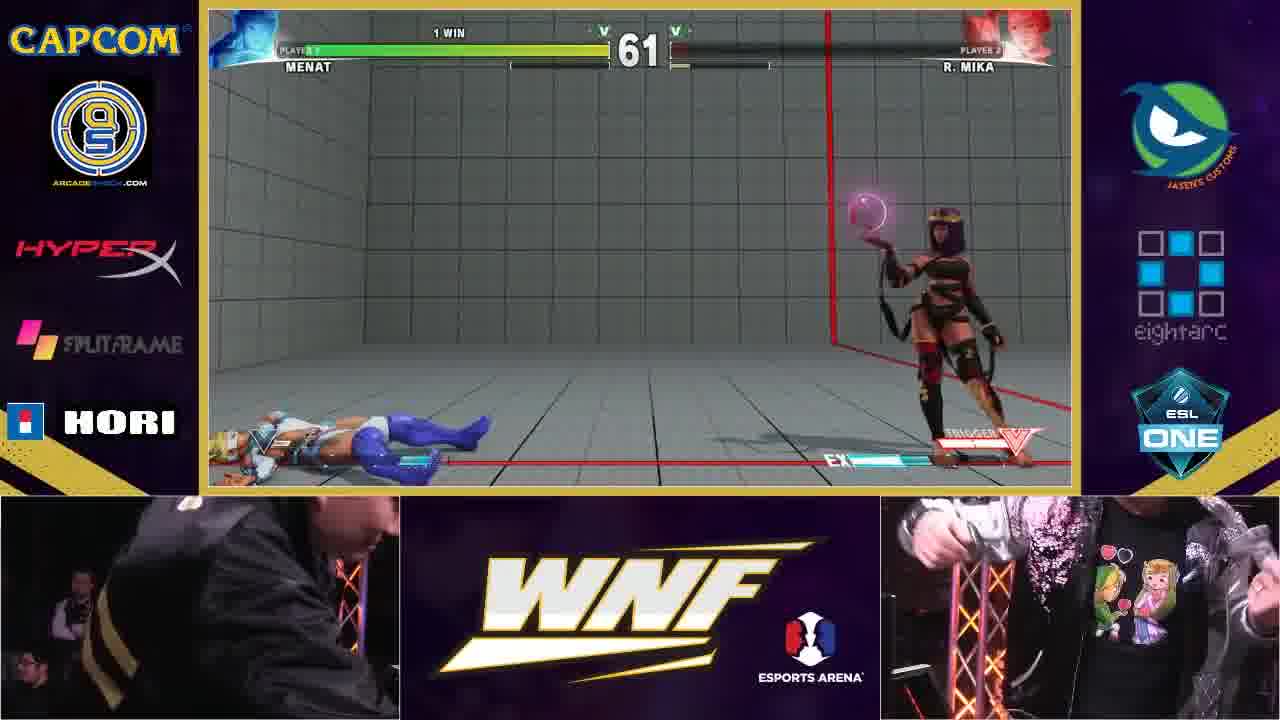 CAPCOM
ARCADESHOCK.COM
HYPERX
SPLITFRAME
HORI
1 WIN
PLAYER 1
MENAT
V
61
V
PLAYER 2
R. MIKA
TRIGGER
EX
JASEN'S CUSTOMS
eightarc
ESL
ONE
WNF
ESPORTS ARENA